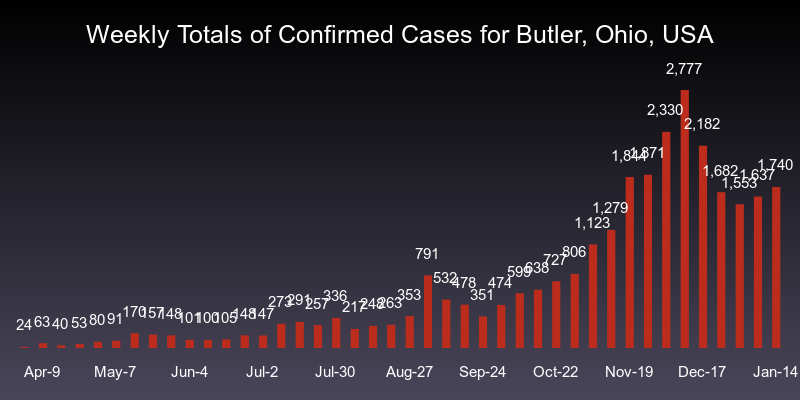 Weekly Totals of Confirmed Cases for Butler, Ohio, USA
24 63 40 53 80 91 170 157 148 101 100 105 148 147 273 291 257 336 217 248 263 353 791 532 478 351 474 599 638 727 806 1,123 1,279 1,844 1,871 2,330 2,777 2,182 1,682 1,553 1,637 1,740
Apr-9 May-7 Jun-4 Jul-2 Jul-30 Aug-27 Sep-24 Oct-22 Nov-19 Dec-17 Jan-14